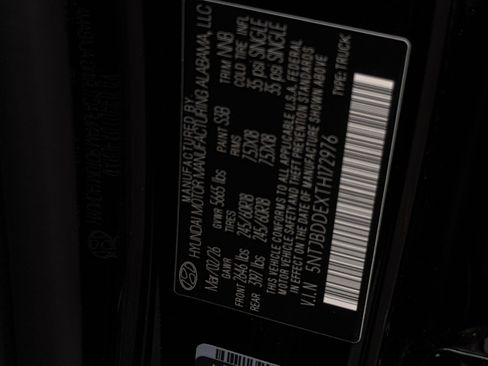 MANUFACTURED BY
HYUNDAI MOTOR MANUFACTURING ALABAMA, LLC
Mar/02/26 GVWR 5665 lbs PAINT S3B TRIM NNB
GAWR TIRES RIMS COLD TIRE INFL
FRONT 2646 lbs 245/60R18 7.5JX18 35 psi SINGLE
REAR 3197 lbs 245/60R18 7.5JX18 35 psi SINGLE
THIS VEHICLE CONFORMS TO ALL APPLICABLE U.S.A. FEDERAL
MOTOR VEHICLE SAFETY AND THEFT PREVENTION STANDARDS
IN EFFECT ON THE DATE OF MANUFACTURE SHOWN ABOVE
V.I.N 5NTJBDDEXTH172976 TYPE: TRUCK